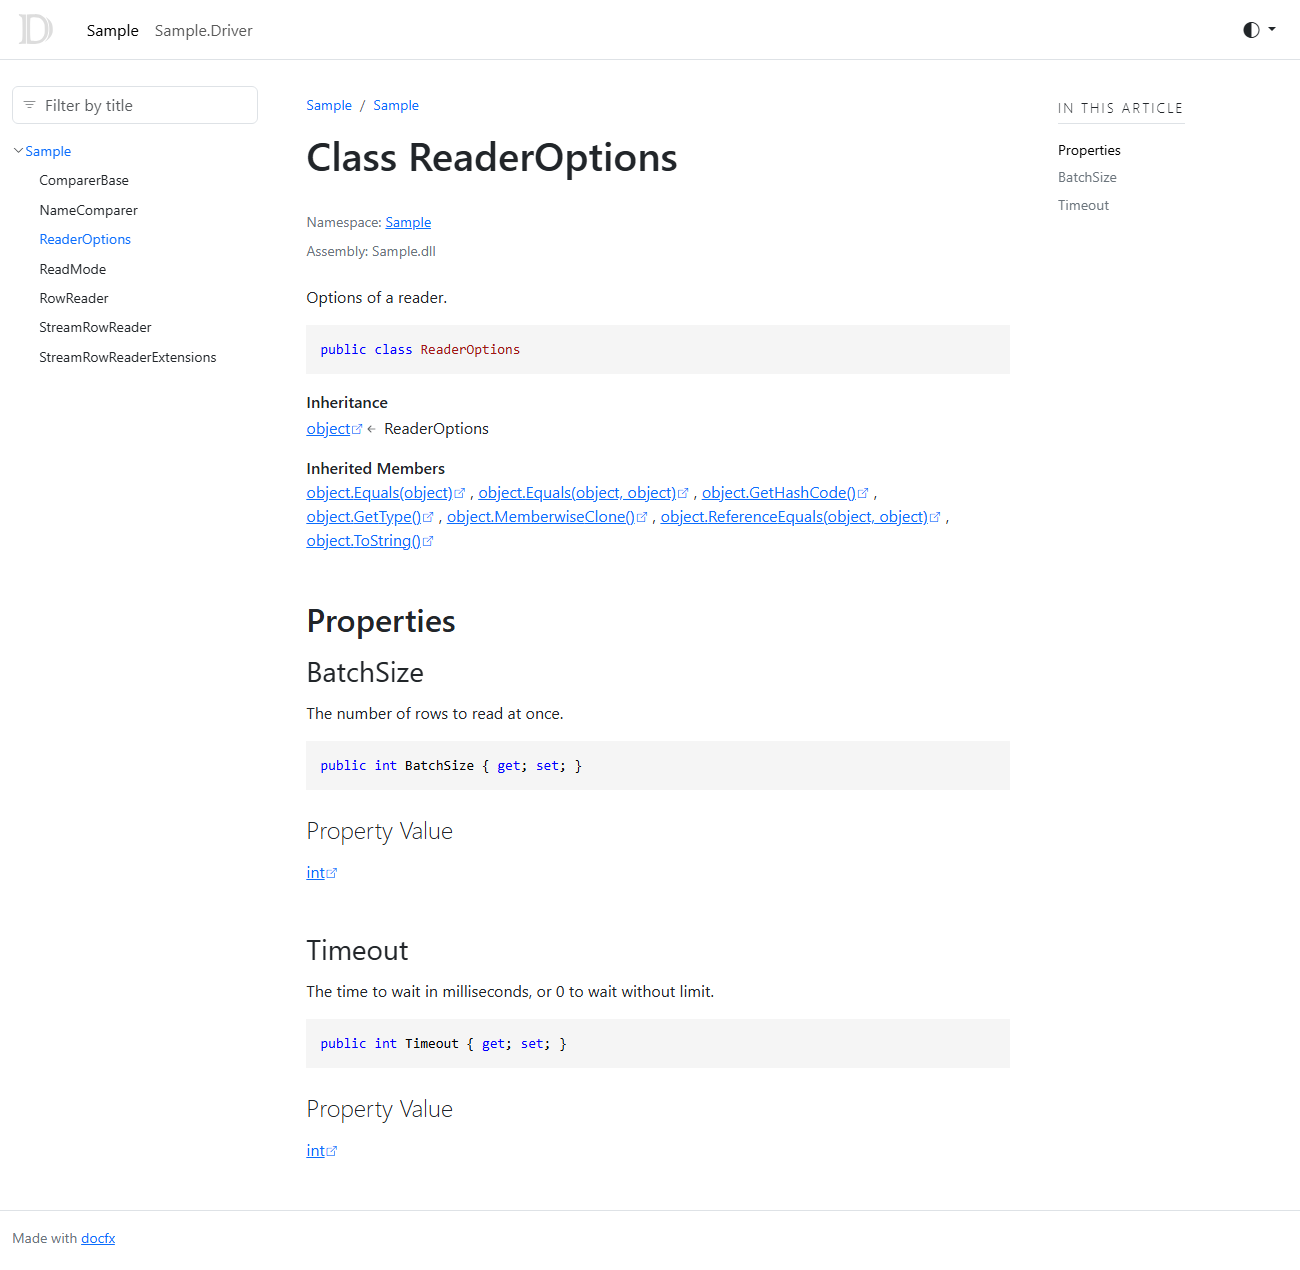 D
Sample Sample.Driver
Filter by title
Sample
ComparerBase
NameComparer
ReaderOptions
ReadMode
RowReader
StreamRowReader
StreamRowReaderExtensions
Sample / Sample
Class ReaderOptions
Namespace: Sample
Assembly: Sample.dll
Options of a reader.
public class ReaderOptions
Inheritance
object ← ReaderOptions
Inherited Members
object.Equals(object) , object.Equals(object, object) , object.GetHashCode() ,
object.GetType() , object.MemberwiseClone() , object.ReferenceEquals(object, object) ,
object.ToString()
Properties
BatchSize
The number of rows to read at once.
public int BatchSize { get; set; }
Property Value
int
Timeout
The time to wait in milliseconds, or 0 to wait without limit.
public int Timeout { get; set; }
Property Value
int
IN THIS ARTICLE
Properties
BatchSize
Timeout
Made with docfx